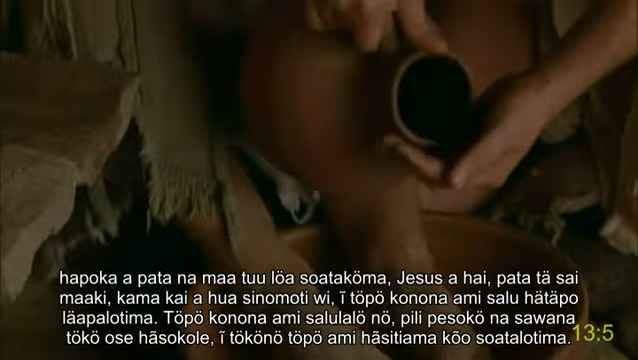 hapoka a pata na maa tuu löa soataköma, Jesus a hai, pata tä sai
maaki, kama kai a hua sinomoti wi, ĩ töpö konona ami salu hätäpo
läapalotima. Töpö konona ami salulalö nö, pili pesokö na sawana
tökö ose hãsokole, ĩ tökönö töpö ami hãsitiama kõo soatalotima.
13:5